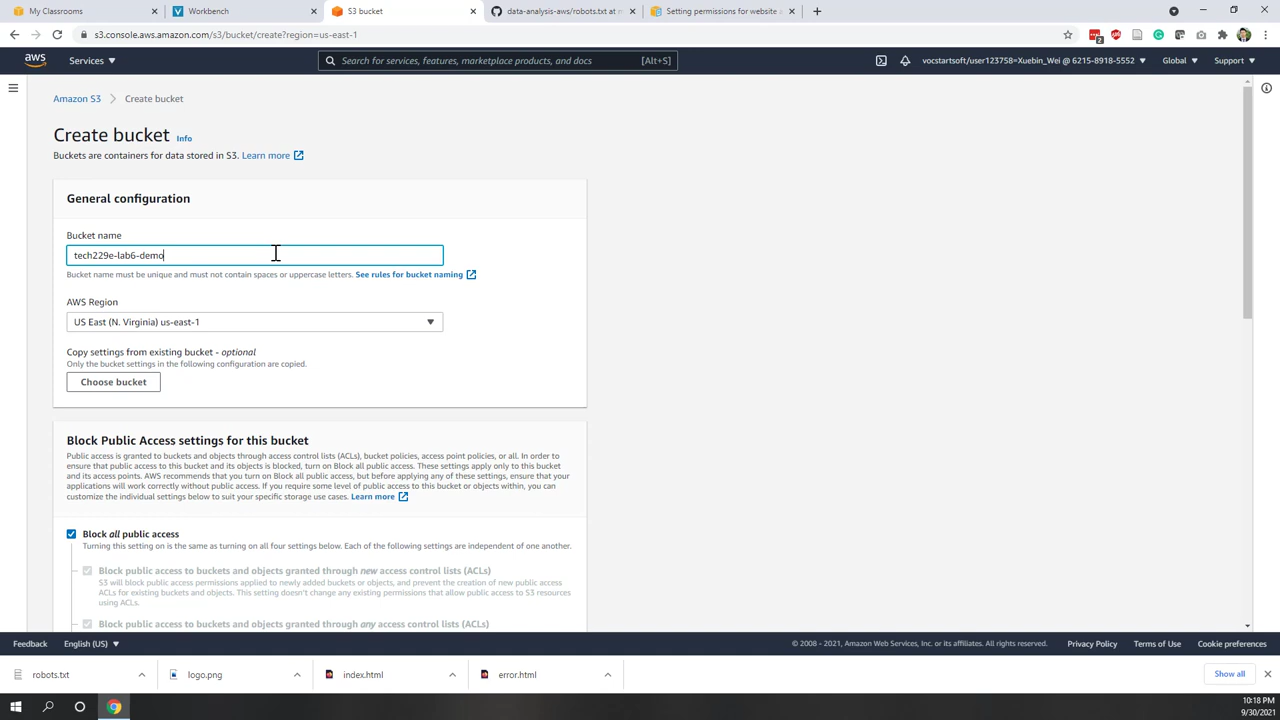 My Classrooms
Workbench
S3 bucket
data-analysis-aws/robots.txt at m
Setting permissions for website a
s3.console.aws.amazon.com/s3/bucket/create?region=us-east-1
2
aws
Services
Search for services, features, marketplace products, and docs
[Alt+S]
vocstartsoft/user123758=Xuebin_Wei @ 6215-8918-5552
Global
Support
Amazon S3
Create bucket
Create bucket
Info
Buckets are containers for data stored in S3. Learn more
General configuration
Bucket name
tech229e-lab6-demo
Bucket name must be unique and must not contain spaces or uppercase letters. See rules for bucket naming
AWS Region
US East (N. Virginia) us-east-1
Copy settings from existing bucket - optional
Only the bucket settings in the following configuration are copied.
Choose bucket
Block Public Access settings for this bucket
Public access is granted to buckets and objects through access control lists (ACLs), bucket policies, access point policies, or all. In order to
ensure that public access to this bucket and its objects is blocked, turn on Block all public access. These settings apply only to this bucket
and its access points. AWS recommends that you turn on Block all public access, but before applying any of these settings, ensure that your
applications will work correctly without public access. If you require some level of public access to this bucket or objects within, you can
customize the individual settings below to suit your specific storage use cases. Learn more
Block all public access
Turning this setting on is the same as turning on all four settings below. Each of the following settings are independent of one another.
Block public access to buckets and objects granted through new access control lists (ACLs)
S3 will block public access permissions applied to newly added buckets or objects, and prevent the creation of new public access
ACLs for existing buckets and objects. This setting doesn't change any existing permissions that allow public access to S3 resources
using ACLs.
Block public access to buckets and objects granted through any access control lists (ACLs)
Feedback
English (US)
© 2008 - 2021, Amazon Web Services, Inc. or its affiliates. All rights reserved.
Privacy Policy
Terms of Use
Cookie preferences
robots.txt
logo.png
index.html
error.html
Show all
10:18 PM
9/30/2021